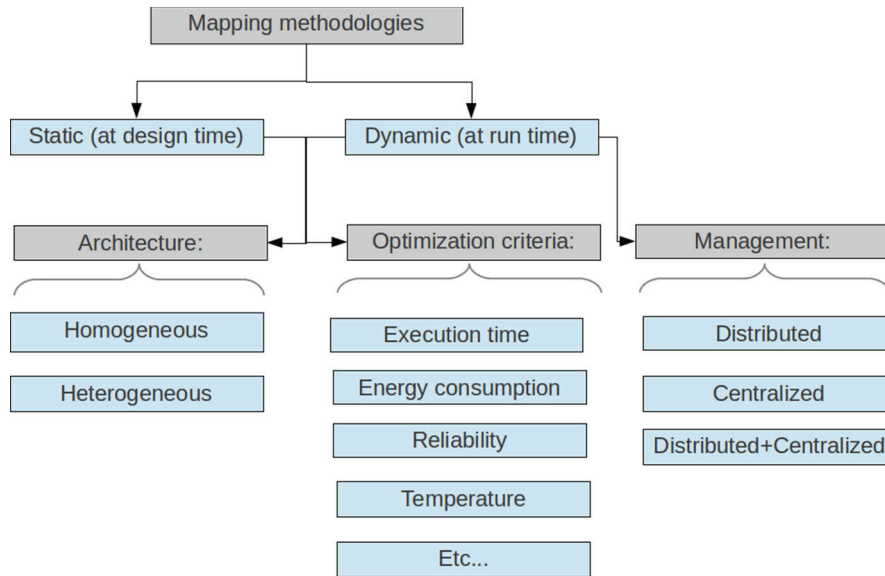 Mapping methodologies
Static (at design time)
Dynamic (at run time)
Architecture:
Optimization criteria:
Management:
Homogeneous
Heterogeneous
Execution time
Energy consumption
Reliability
Temperature
Etc...
Distributed
Centralized
Distributed+Centralized